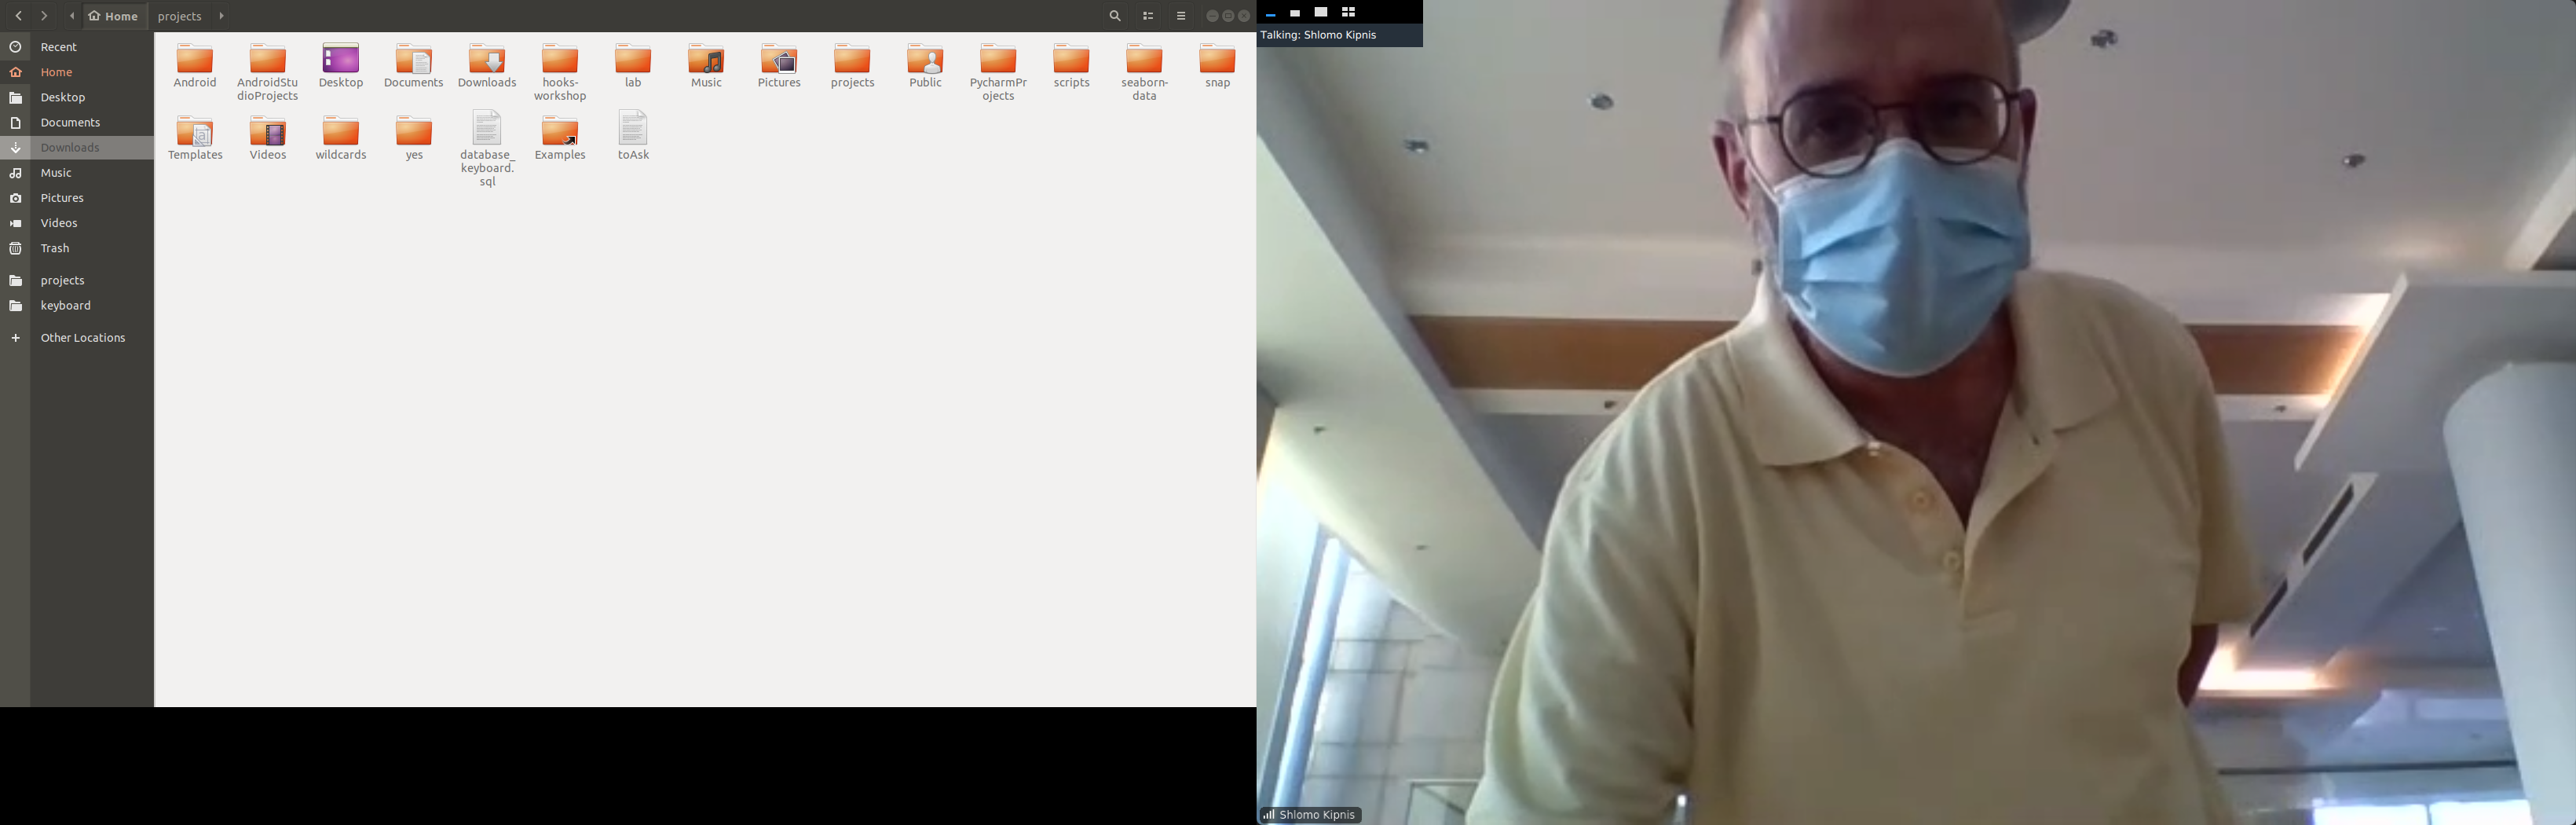 Home projects
Recent
Home
Desktop
Documents
Downloads
Music
Pictures
Videos
Trash
projects
keyboard
Other Locations
Android
AndroidStu
dioProjects
Desktop
Documents
Downloads
hooks-
workshop
lab
Music
Pictures
projects
Public
PycharmPr
ojects
scripts
seaborn-
data
snap
Templates
Videos
wildcards
yes
database_
keyboard.
sql
Examples
toAsk
Talking: Shlomo Kipnis
Shlomo Kipnis